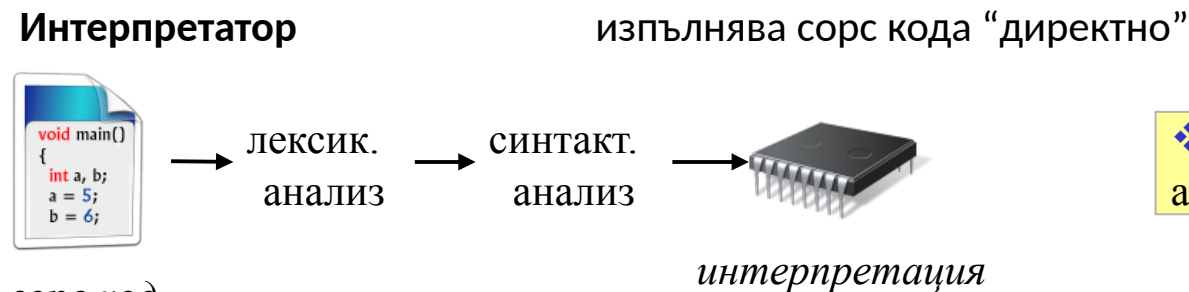 Интерпретатор изпълнява сорс кода “директно”
void main()
{
int a, b;
a = 5;
b = 6;
лексик.
анализ
синтакт.
анализ
интерпретация